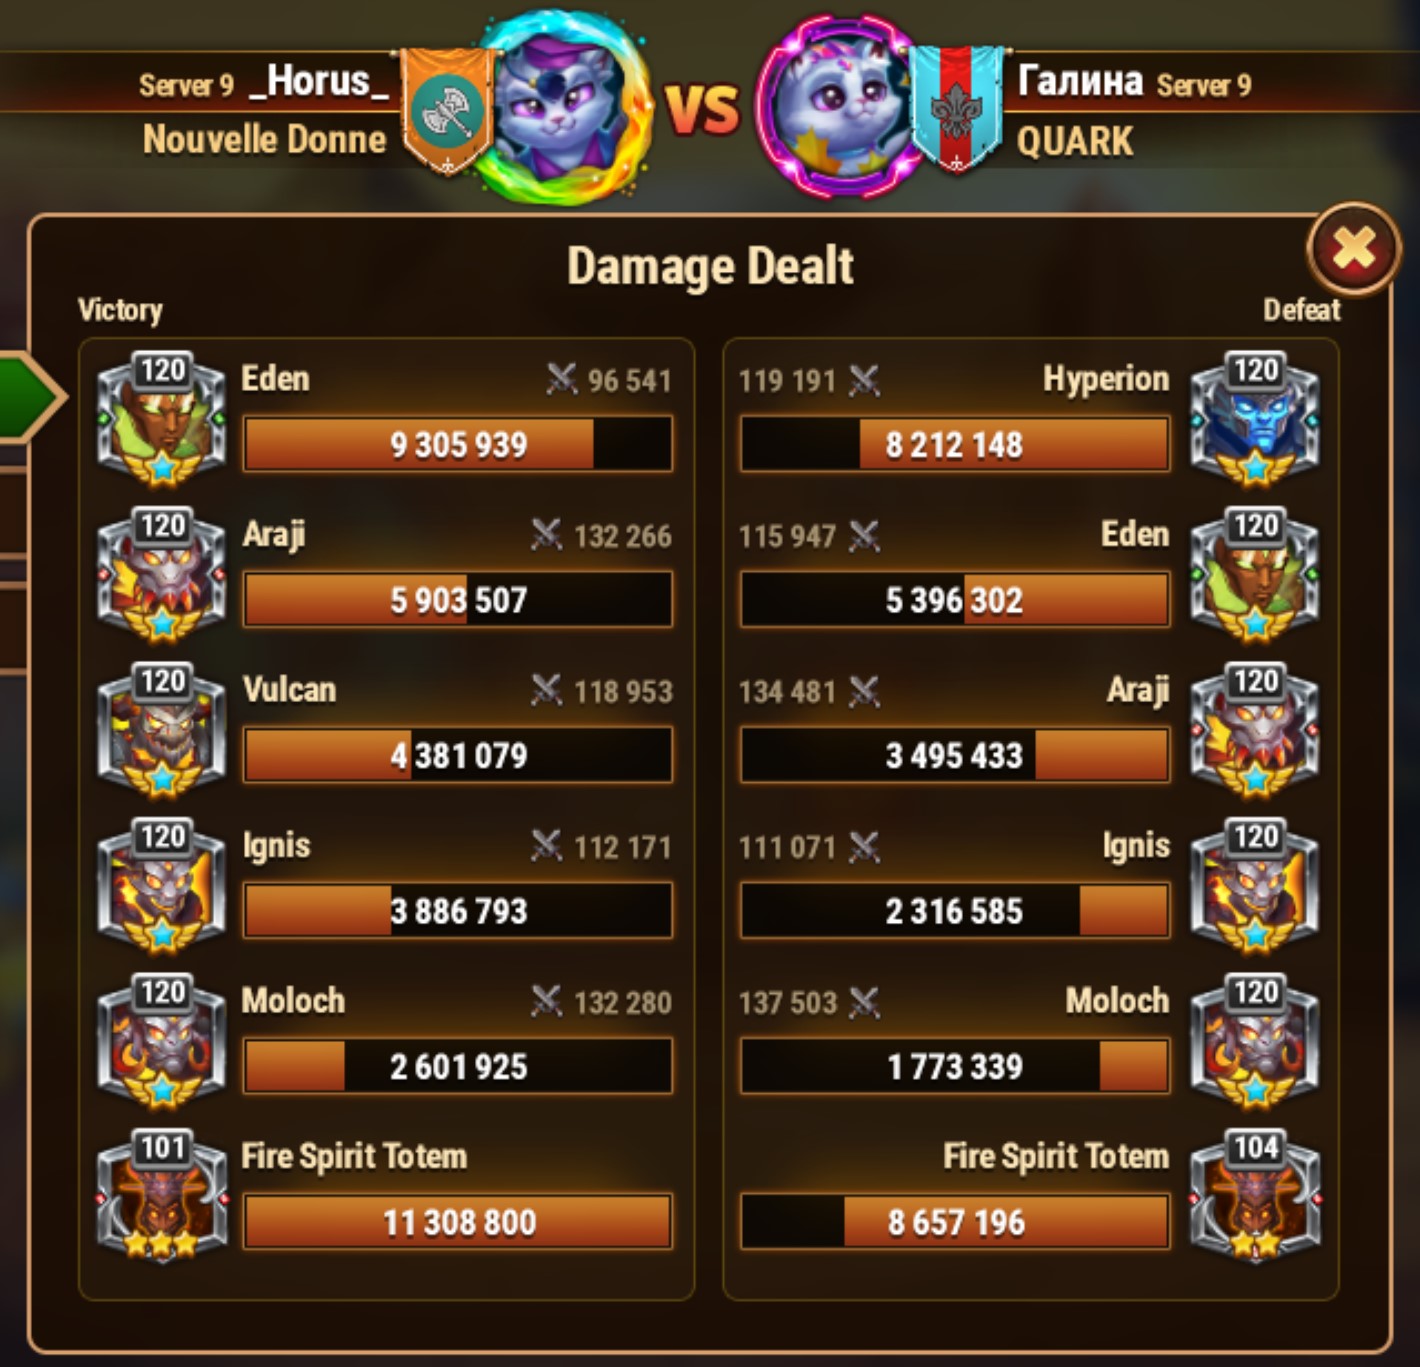 Server 9 _Horus_
Nouvelle Donne
VS
Галина Server 9
QUARK
Damage Dealt
Victory
Defeat
120 Eden 96 541
9 305 939
119 191 Hyperion 120
8 212 148
120 Araji 132 266
5 903 507
115 947 Eden 120
5 396 302
120 Vulcan 118 953
4 381 079
134 481 Araji 120
3 495 433
120 Ignis 112 171
3 886 793
111 071 Ignis 120
2 316 585
120 Moloch 132 280
2 601 925
137 503 Moloch 120
1 773 339
101 Fire Spirit Totem
11 308 800
Fire Spirit Totem 104
8 657 196